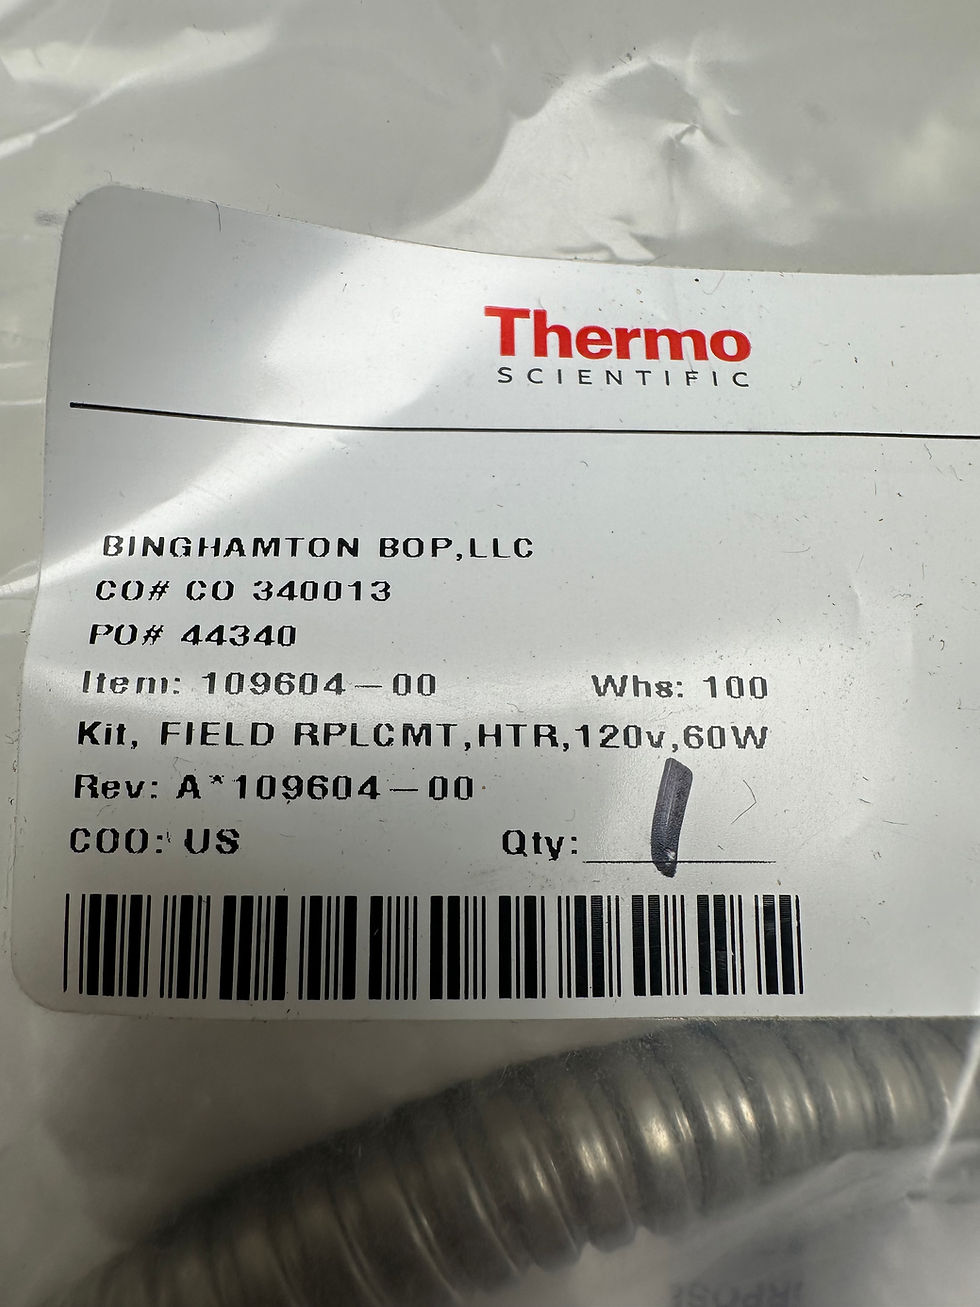 Thermo
SCIENTIFIC
BINGHAMTON BOP,LLC
CO# CO 340013
PO# 44340
Item: 109604-00 Whs: 100
Kit, FIELD RPLCMT,HTR,120v,60W
Rev: A*109604-00
COO: US Qty: 1